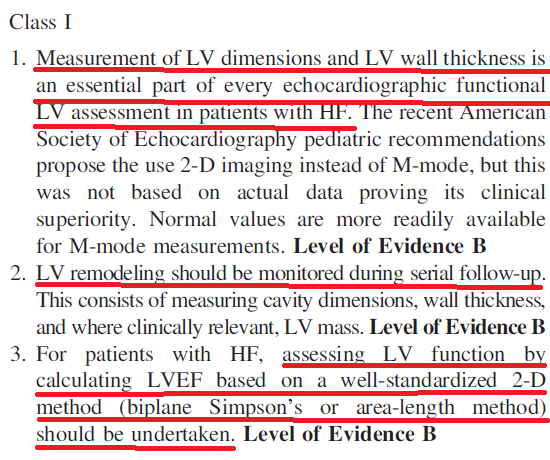 Class I
1. Measurement of LV dimensions and LV wall thickness is
an essential part of every echocardiographic functional
LV assessment in patients with HF. The recent American
Society of Echocardiography pediatric recommendations
propose the use 2-D imaging instead of M-mode, but this
was not based on actual data proving its clinical
superiority. Normal values are more readily available
for M-mode measurements. Level of Evidence B
2. LV remodeling should be monitored during serial follow-up.
This consists of measuring cavity dimensions, wall thickness,
and where clinically relevant, LV mass. Level of Evidence B
3. For patients with HF, assessing LV function by
calculating LVEF based on a well-standardized 2-D
method (biplane Simpson's or area-length method)
should be undertaken. Level of Evidence B